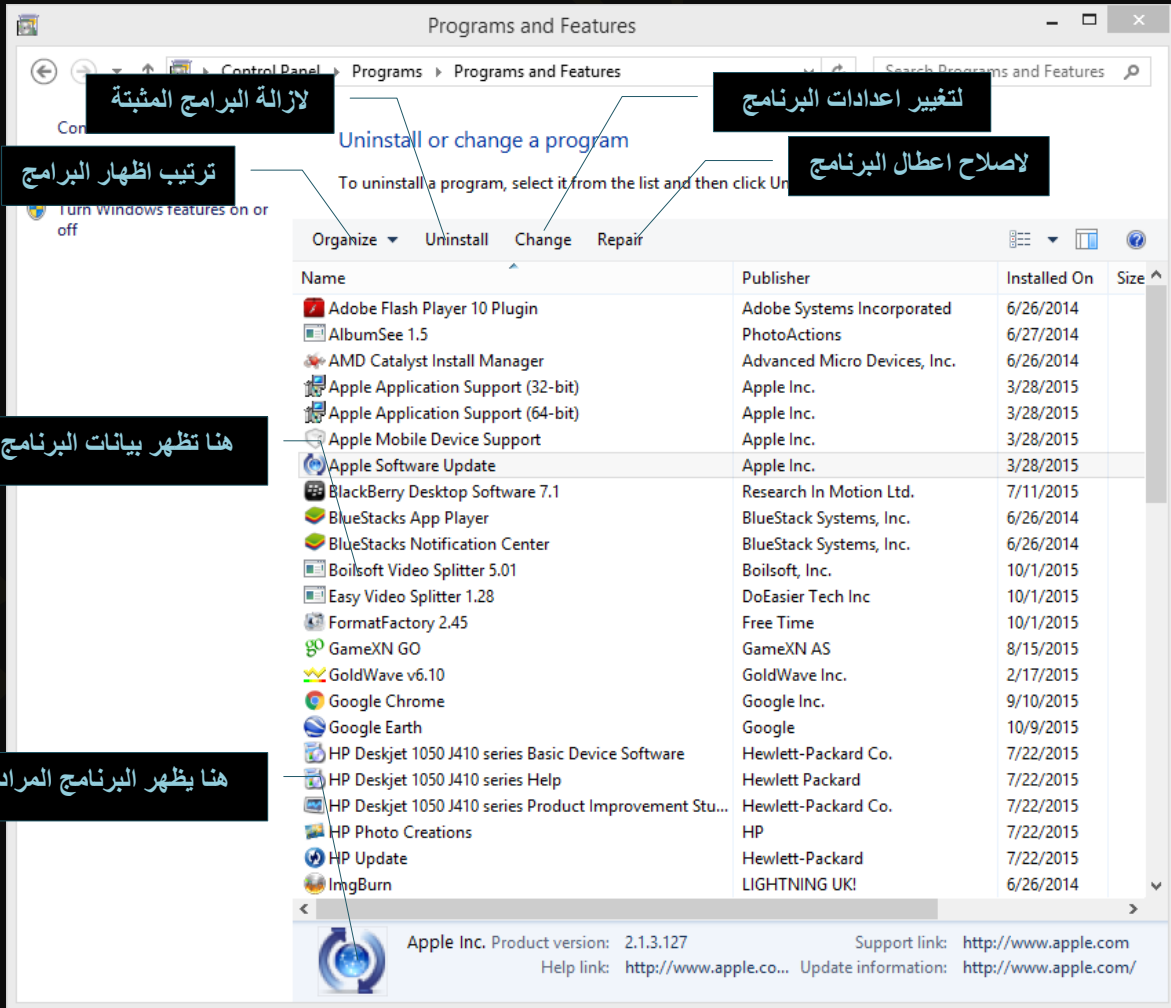 Programs and Features
Control Panel Programs Programs and Features
Search Programs and Features
لازالة البرامج المثبتة
لتغيير اعدادات البرنامج
Con
Uninstall or change a program
ترتيب اظهار البرامج
لاصلاح اعطال البرنامج
To uninstall a program, select it from the list and then click Un
Turn Windows features on or
off
Organize Uninstall Change Repair
Name Publisher Installed On Size
Adobe Flash Player 10 Plugin Adobe Systems Incorporated 6/26/2014
AlbumSee 1.5 PhotoActions 6/27/2014
AMD Catalyst Install Manager Advanced Micro Devices, Inc. 6/26/2014
Apple Application Support (32-bit) Apple Inc. 3/28/2015
Apple Application Support (64-bit) Apple Inc. 3/28/2015
هنا تظهر بيانات البرنامج
Apple Mobile Device Support Apple Inc. 3/28/2015
Apple Software Update Apple Inc. 3/28/2015
BlackBerry Desktop Software 7.1 Research In Motion Ltd. 7/11/2015
BlueStacks App Player BlueStack Systems, Inc. 6/26/2014
BlueStacks Notification Center BlueStack Systems, Inc. 6/26/2014
Boilsoft Video Splitter 5.01 Boilsoft, Inc. 10/1/2015
Easy Video Splitter 1.28 DoEasier Tech Inc 10/1/2015
FormatFactory 2.45 Free Time 10/1/2015
GameXN GO GameXN AS 8/15/2015
GoldWave v6.10 GoldWave Inc. 2/17/2015
Google Chrome Google Inc. 9/10/2015
Google Earth Google 10/9/2015
HP Deskjet 1050 J410 series Basic Device Software Hewlett-Packard Co. 7/22/2015
هنا يظهر البرنامج المراد
HP Deskjet 1050 J410 series Help Hewlett Packard 7/22/2015
HP Deskjet 1050 J410 series Product Improvement Stu... Hewlett-Packard Co. 7/22/2015
HP Photo Creations HP 7/22/2015
HP Update Hewlett-Packard 7/22/2015
ImgBurn LIGHTNING UK! 6/26/2014
Apple Inc. Product version: 2.1.3.127 Support link: http://www.apple.com
Help link: http://www.apple.co... Update information: http://www.apple.com/